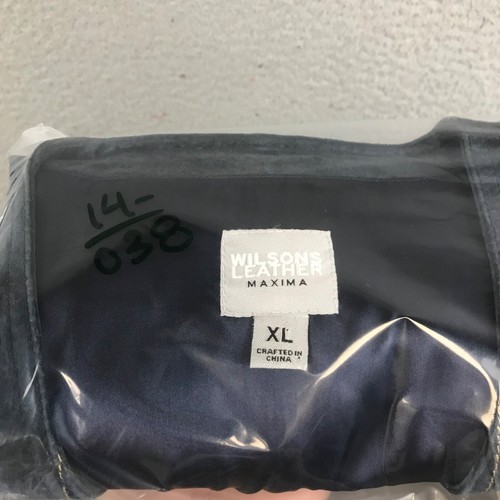 14-
038
WILSONS
LEATHER
MAXIMA
XL
CRAFTED IN
CHINA